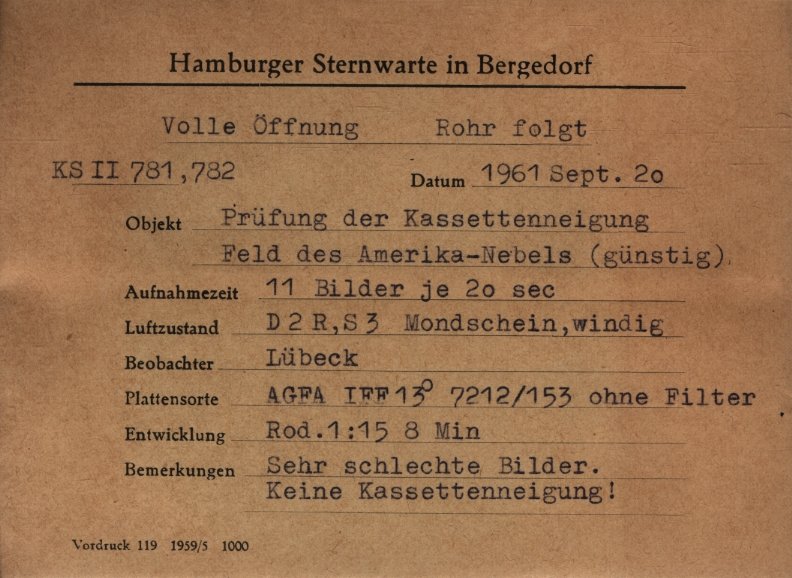 Hamburger Sternwarte in Bergedorf
Volle Öffnung Rohr folgt
KS II 781,782 Datum 1961 Sept. 2o
Objekt Prüfung der Kassettenneigung
Feld des Amerika-Nebels (günstig).
Aufnahmezeit 11 Bilder je 2o sec
Luftzustand D 2 R,S 3 Mondschein,windig
Beobachter Lübeck
Plattensorte AGFA IFF 13° 7212/153 ohne Filter
Entwicklung Rod.1:15 8 Min
Bemerkungen Sehr schlechte Bilder.
Keine Kassettenneigung!
Vordruck 119 1959/5 1000